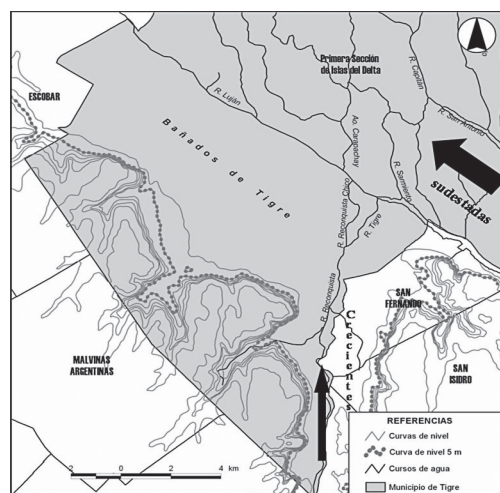 Primera Sección
de Islas del Delta
ESCOBAR
R. Luján
R. Capitán
R. San Antonio
Bañados de Tigre
Ao. Carapachay
R. Sarmiento
sudestadas
R. Reconquista Chico
R. Tigre
R. Reconquista
SAN
FERNANDO
Crecientes
MALVINAS
ARGENTINAS
SAN
ISIDRO
2 0 2 4 km
REFERENCIAS
Curvas de nivel
Curva de nivel 5 m
Cursos de agua
Municipio de Tigre